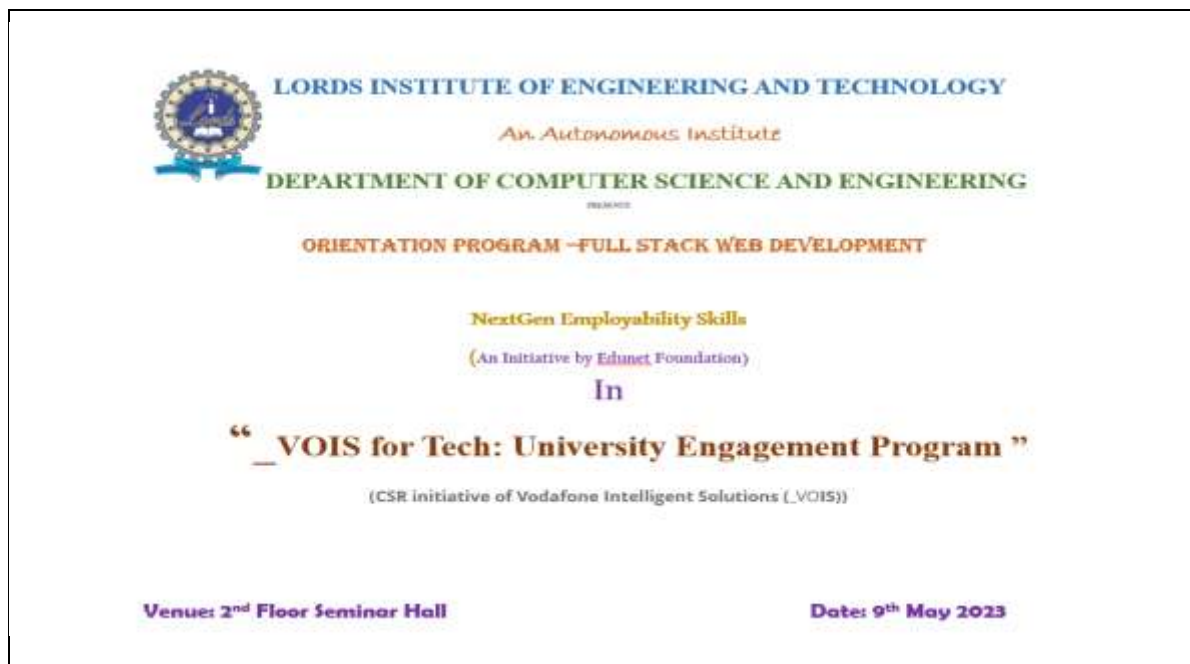 LORDS INSTITUTE OF ENGINEERING AND TECHNOLOGY
An Autonomous Institute
DEPARTMENT OF COMPUTER SCIENCE AND ENGINEERING
PRESENTS
ORIENTATION PROGRAM –FULL STACK WEB DEVELOPMENT
NextGen Employability Skills
(An Initiative by Edunet Foundation)
In
“_VOIS for Tech: University Engagement Program ”
(CSR initiative of Vodafone Intelligent Solutions (_VOIS))
Venue: 2nd Floor Seminar Hall
Date: 9th May 2023